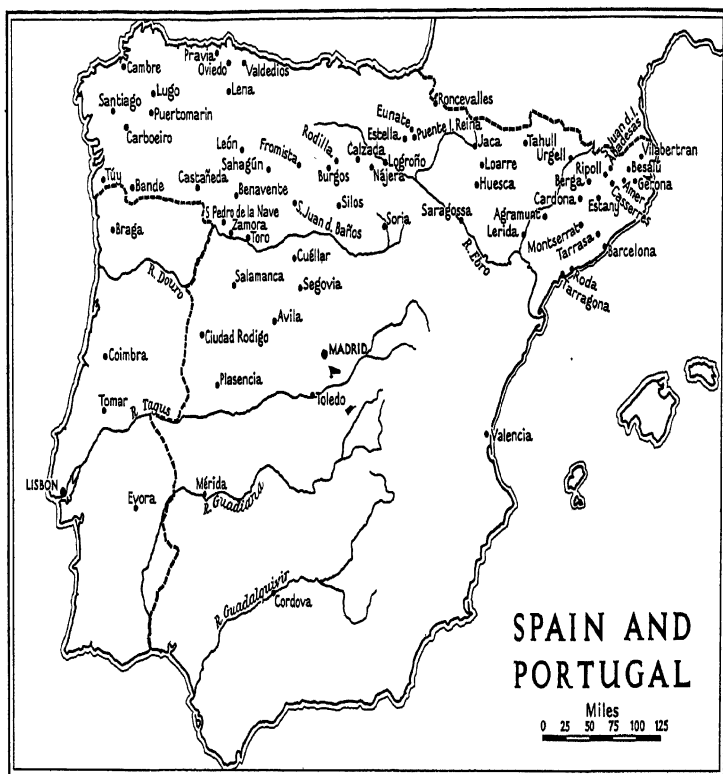 Pravia
Oviedo
Valdedios
Cambre
Lugo
Lena
Santiago
Puertomarin
Carboeiro
Roncevalles
Eunate
Puente l. Reina
Estella
Jaca
Tahull
Urgell
Juan d. l.
Abadesas
Vilabertran
León
Fromista
Rodilla
Calzada
Logroño
Loarre
Ripoll
Besalú
Sahagún
Burgos
Nájera
Huesca
Berga
Amer
Gerona
Túy
Bande
Castañeda
Benavente
Silos
Cardona
Estany
Casserras
S. Pedro de la Nave
Zamora
Toro
S. Juan d. Baños
Soria
Saragossa
Agramunt
Lerida
Montserrat
Tarrasa
Barcelona
Braga
R. Douro
Cuéllar
R. Ebro
Roda
Tarragona
Salamanca
Segovia
Avila
Ciudad Rodigo
MADRID
Coimbra
Plasencia
Tomar
R. Tagus
Toledo
Valencia
LISBON
Evora
Mérida
R. Guadiana
R. Guadalquivir
Cordova
SPAIN AND
PORTUGAL
Miles
0 25 50 75 100 125